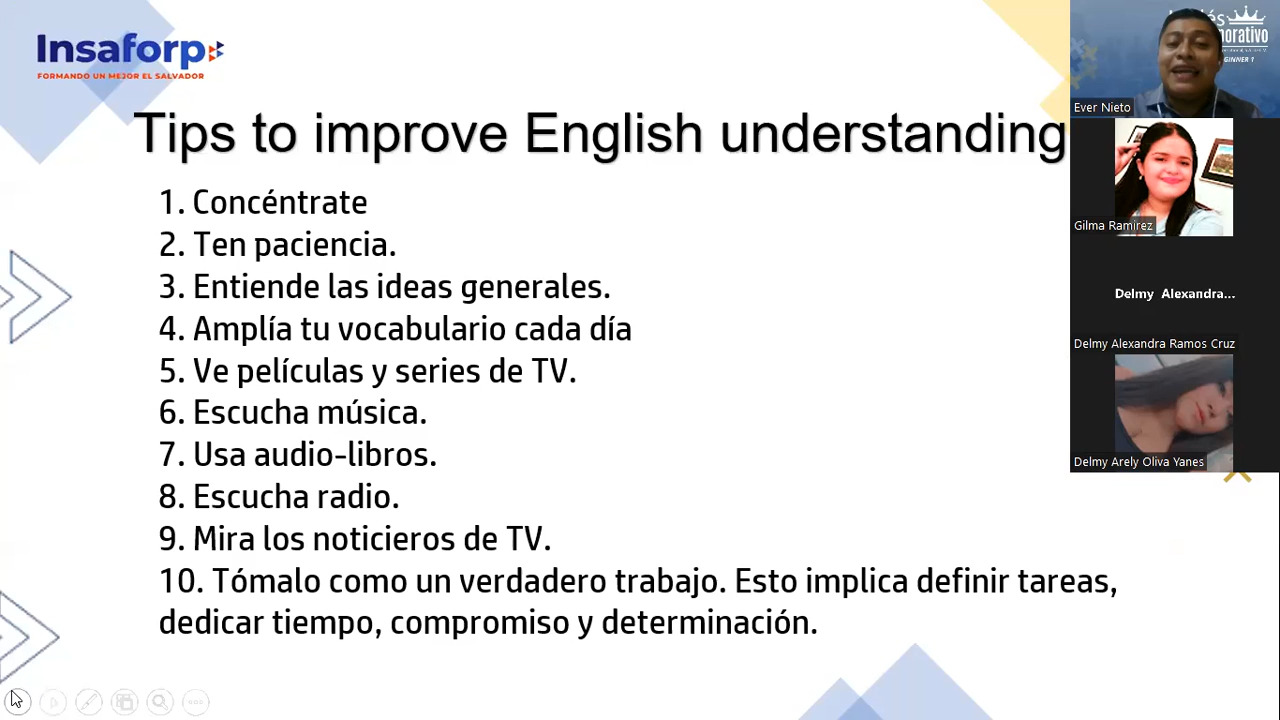 Insaforp
FORMANDO UN MEJOR EL SALVADOR
Tips to improve English understanding
1. Concéntrate
2. Ten paciencia.
3. Entiende las ideas generales.
4. Amplía tu vocabulario cada día
5. Ve películas y series de TV.
6. Escucha música.
7. Usa audio-libros.
8. Escucha radio.
9. Mira los noticieros de TV.
10. Tómalo como un verdadero trabajo. Esto implica definir tareas,
dedicar tiempo, compromiso y determinación.
Ever Nieto
Gilma Ramírez
Delmy Alexandra...
Delmy Alexandra Ramos Cruz
Delmy Arely Oliva Yanes